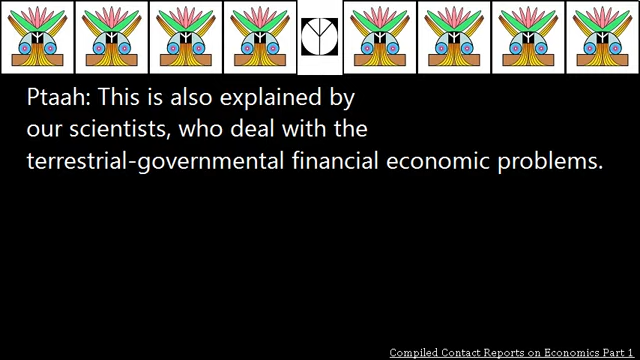 Ptaah: This is also explained by
our scientists, who deal with the
terrestrial-governmental financial economic problems.
Compiled Contact Reports on Economics Part 1